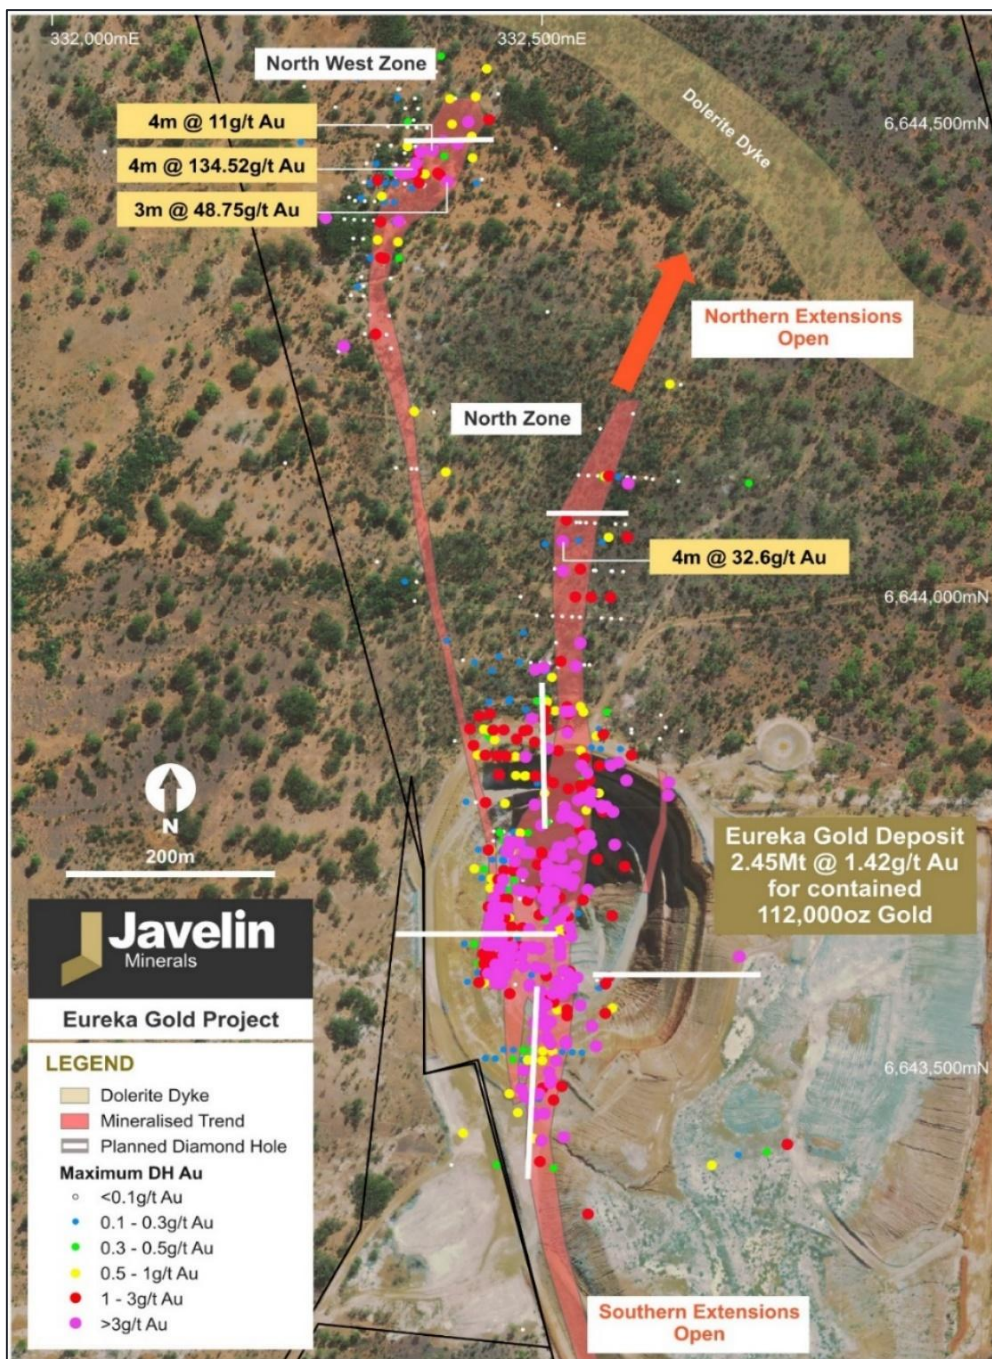 332,000mE
332,500mE
North West Zone
Dolerite Dyke
6,644,500mN
4m @ 11g/t Au
4m @ 134.52g/t Au
3m @ 48.75g/t Au
Northern Extensions
Open
North Zone
4m @ 32.6g/t Au
6,644,000mN
N
200m
Eureka Gold Deposit
2.45Mt @ 1.42g/t Au
for contained
112,000oz Gold
Javelin
Minerals
Eureka Gold Project
6,643,500mN
LEGEND
Dolerite Dyke
Mineralised Trend
Planned Diamond Hole
Maximum DH Au
<0.1g/t Au
0.1 - 0.3g/t Au
0.3 - 0.5g/t Au
0.5 - 1g/t Au
1 - 3g/t Au
>3g/t Au
Southern Extensions
Open